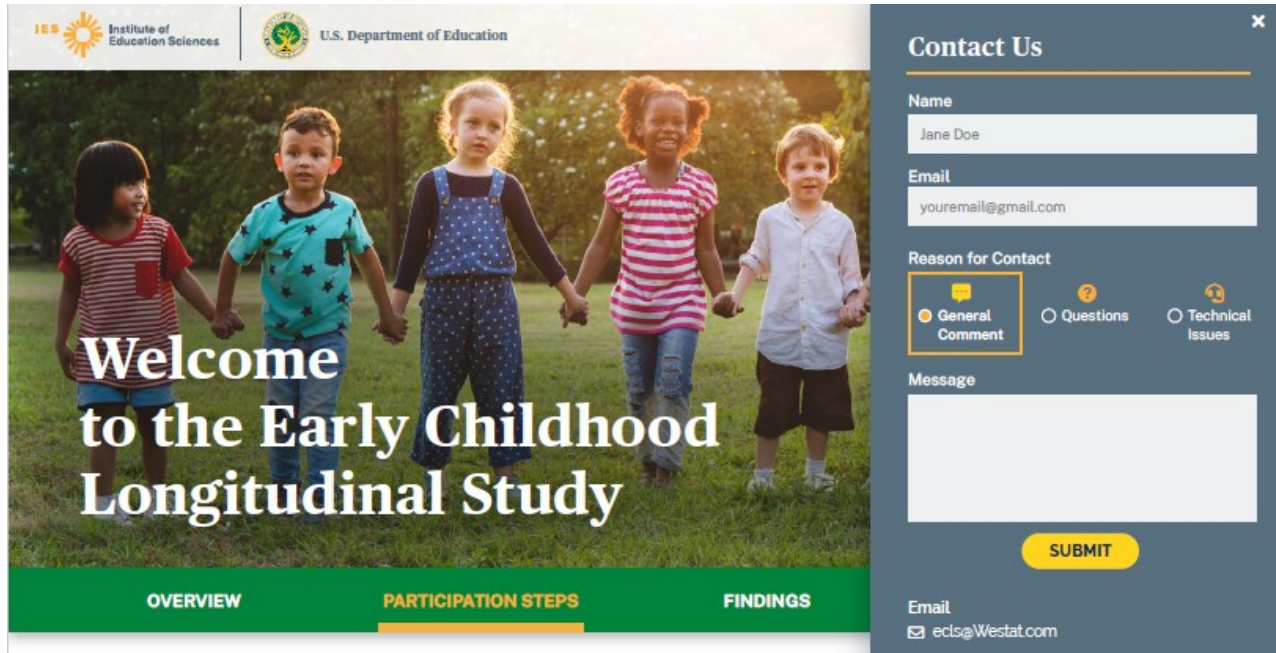 IES
Institute of
Education Sciences
U.S. Department of Education
Welcome
to the Early Childhood
Longitudinal Study
OVERVIEW
PARTICIPATION STEPS
FINDINGS
×
Contact Us
Name
Jane Doe
Email
youremail@gmail.com
Reason for Contact
General
Comment
Questions
Technical
Issues
Message
SUBMIT
Email
ecls@Westat.com